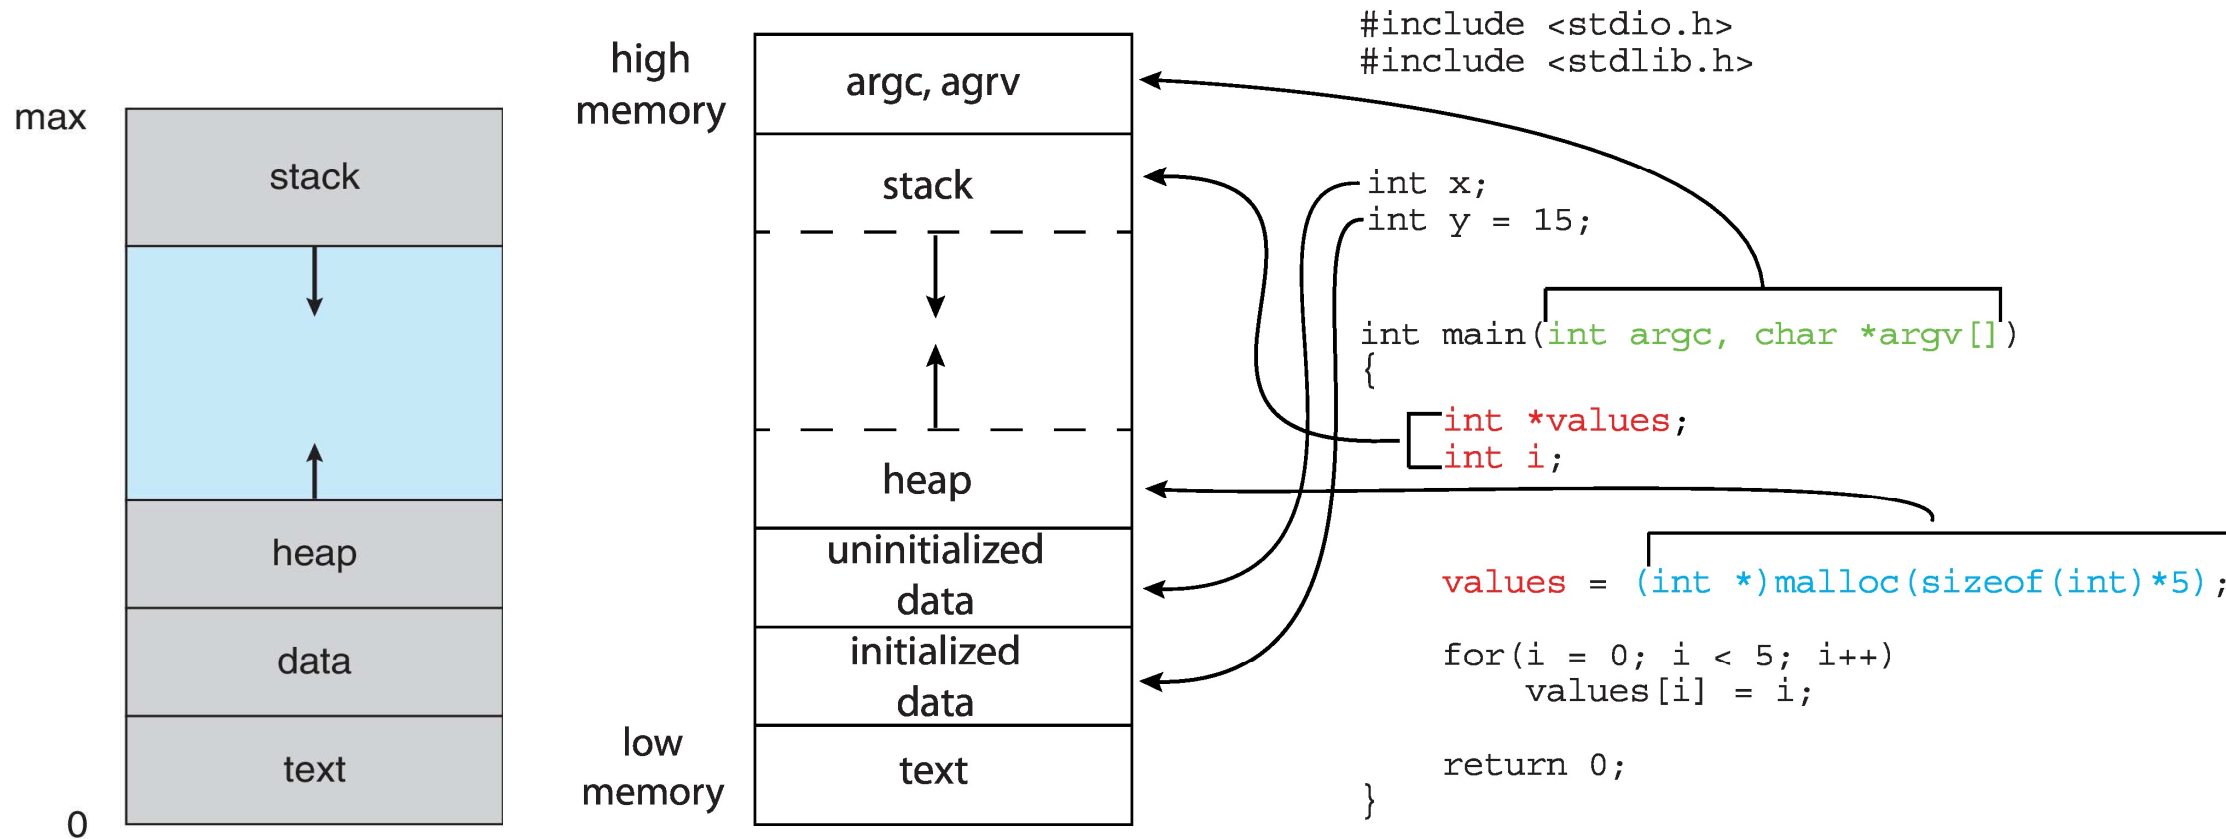 max
stack
heap
data
text
0
high
memory
argc, agrv
stack
heap
uninitialized
data
initialized
data
low
memory
text
#include <stdio.h>
#include <stdlib.h>
int x;
int y = 15;
int main(int argc, char *argv[])
{
int *values;
int i;
values = (int *)malloc(sizeof(int)*5);
for(i = 0; i < 5; i++)
values[i] = i;
return 0;
}